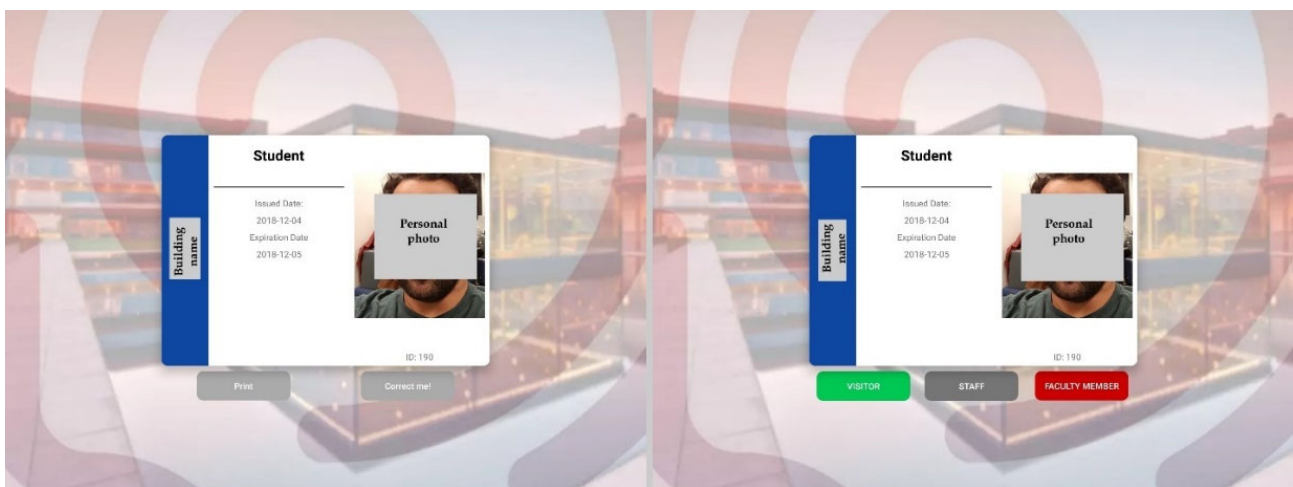 Student
Issued Date:
2018-12-04
Expiration Date
2018-12-05
Building
name
Personal
photo
ID: 190
Print
Correct me!
Student
Issued Date:
2018-12-04
Expiration Date
2018-12-05
Building
name
Personal
photo
ID: 190
VISITOR
STAFF
FACULTY MEMBER